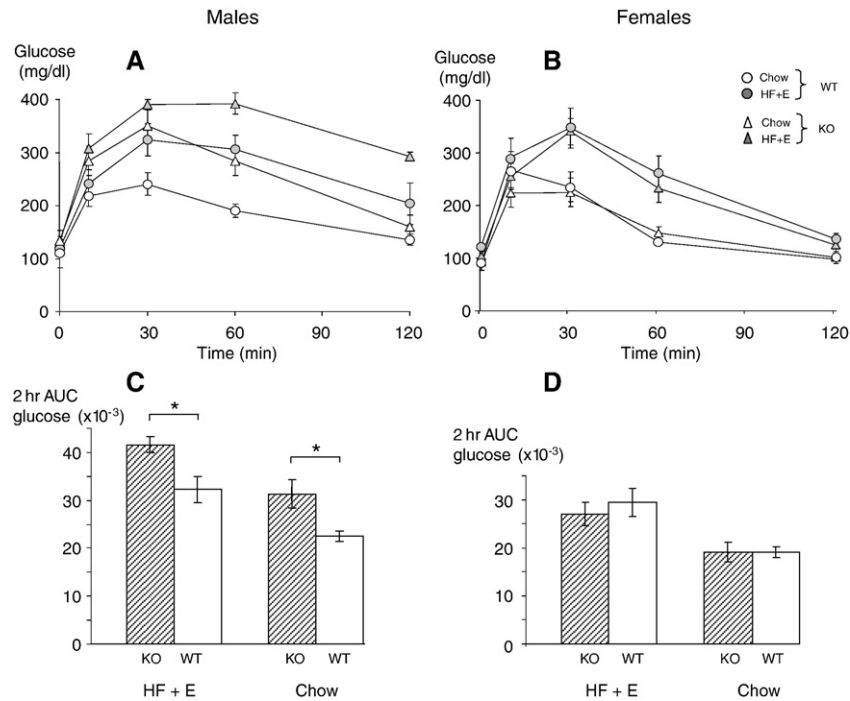 Males
Females
Glucose
(mg/dl)
A
400
300
200
100
0
0
30
60
90
120
Time (min)
Glucose
(mg/dl)
B
Chow
HF+E
WT
Chow
HF+E
KO
400
300
200
100
0
0
30
60
90
120
Time (min)
C
2 hr AUC
glucose (x10-3)
*
*
40
30
20
10
0
KO WT
KO WT
HF + E
Chow
D
2 hr AUC
glucose (x10-3)
30
20
10
0
KO WT
KO WT
HF + E
Chow